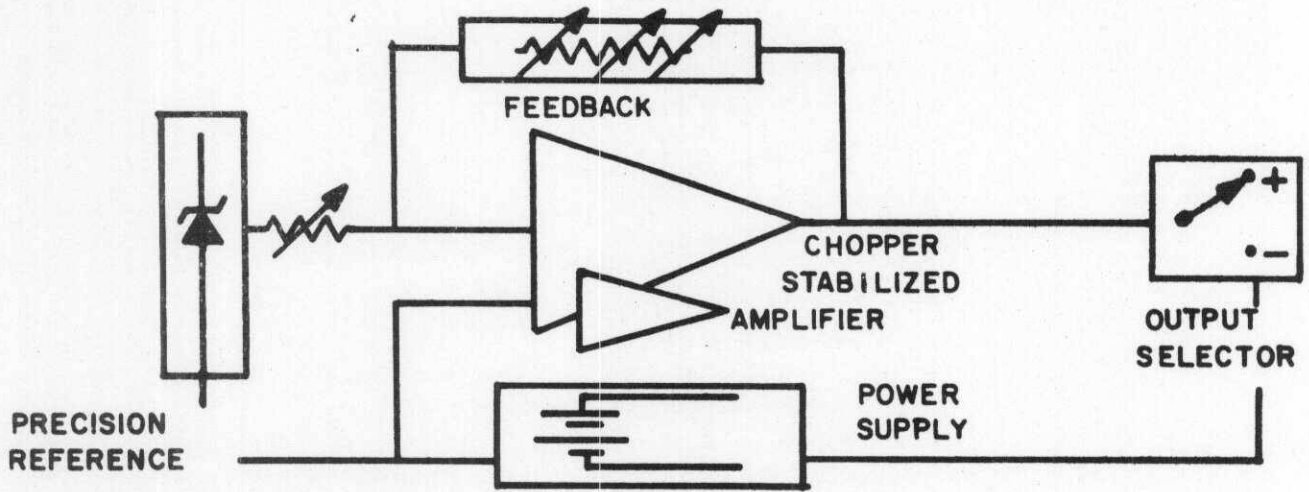 FEEDBACK
CHOPPER
STABILIZED
AMPLIFIER
+
-
OUTPUT
SELECTOR
POWER
SUPPLY
PRECISION
REFERENCE